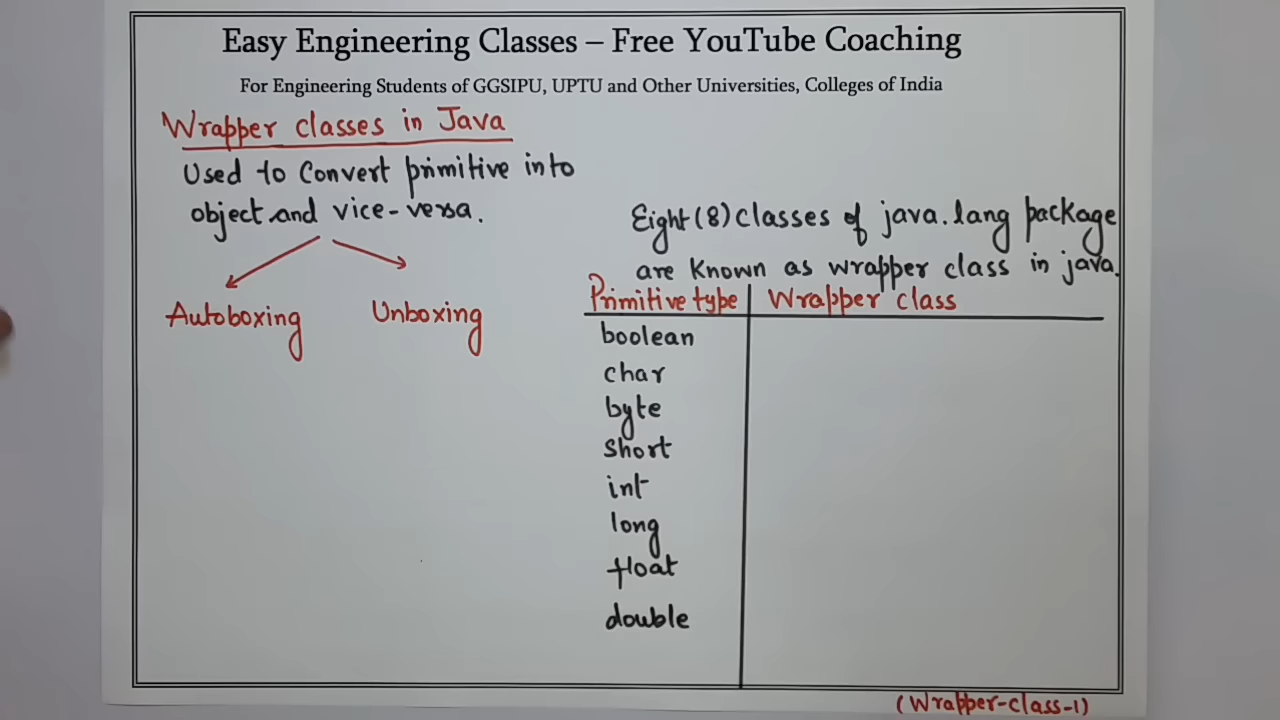 Easy Engineering Classes – Free YouTube Coaching
For Engineering Students of GGSIPU, UPTU and Other Universities, Colleges of India
Wrapper classes in Java
Used to Convert primitive into
object and vice-versa.
Autoboxing Unboxing
Eight (8) classes of java.lang package
are Known as wrapper class in java.
Primitive type Wrapper class
boolean
char
byte
short
int
long
float
double
(Wrapper-class-1)